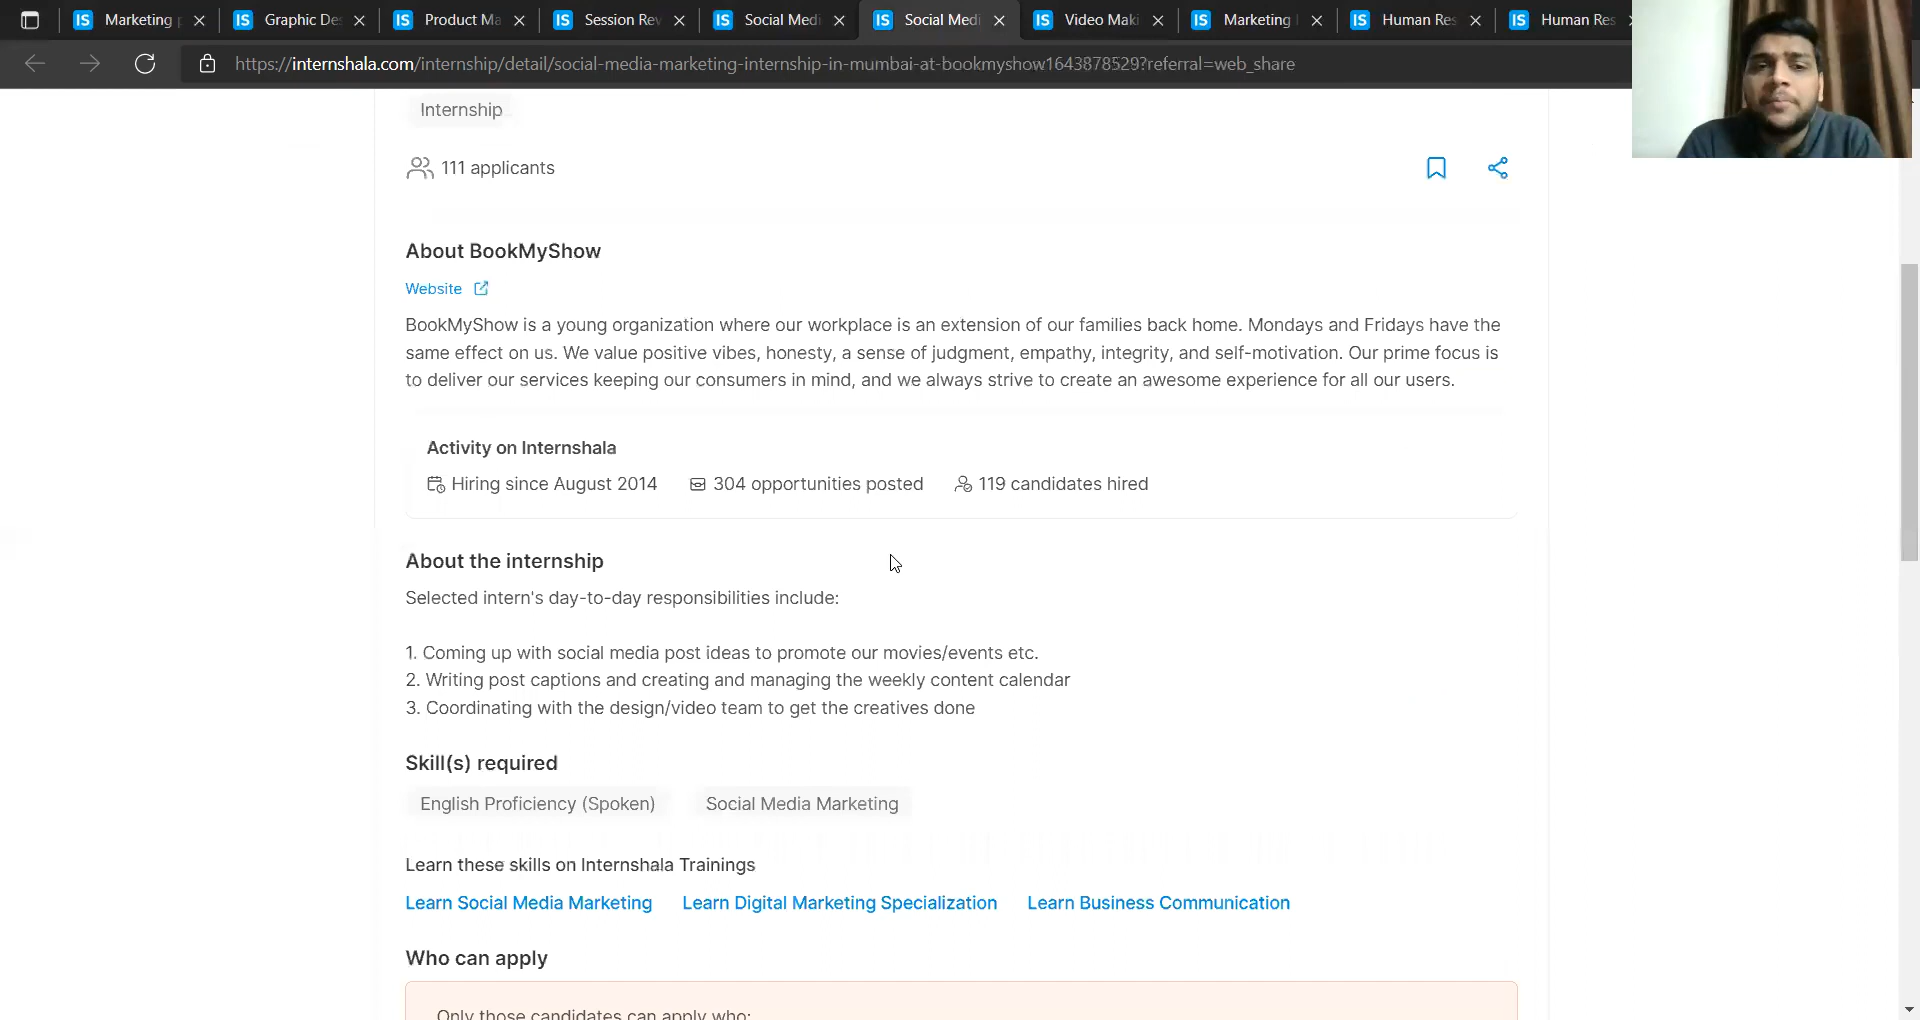 IS Marketing
IS Graphic De
IS Product Ma
IS Session Rev
IS Social Medi
IS Social Medi
IS Video Maki
IS Marketing
IS Human Res
IS Human Res
https://internshala.com/internship/detail/social-media-marketing-internship-in-mumbai-at-bookmyshow1643878529?referral=web_share
Internship
111 applicants
About BookMyShow
Website
BookMyShow is a young organization where our workplace is an extension of our families back home. Mondays and Fridays have the
same effect on us. We value positive vibes, honesty, a sense of judgment, empathy, integrity, and self-motivation. Our prime focus is
to deliver our services keeping our consumers in mind, and we always strive to create an awesome experience for all our users.
Activity on Internshala
Hiring since August 2014
304 opportunities posted
119 candidates hired
About the internship
Selected intern's day-to-day responsibilities include:
1. Coming up with social media post ideas to promote our movies/events etc.
2. Writing post captions and creating and managing the weekly content calendar
3. Coordinating with the design/video team to get the creatives done
Skill(s) required
English Proficiency (Spoken)
Social Media Marketing
Learn these skills on Internshala Trainings
Learn Social Media Marketing
Learn Digital Marketing Specialization
Learn Business Communication
Who can apply
Only those candidates can apply who: